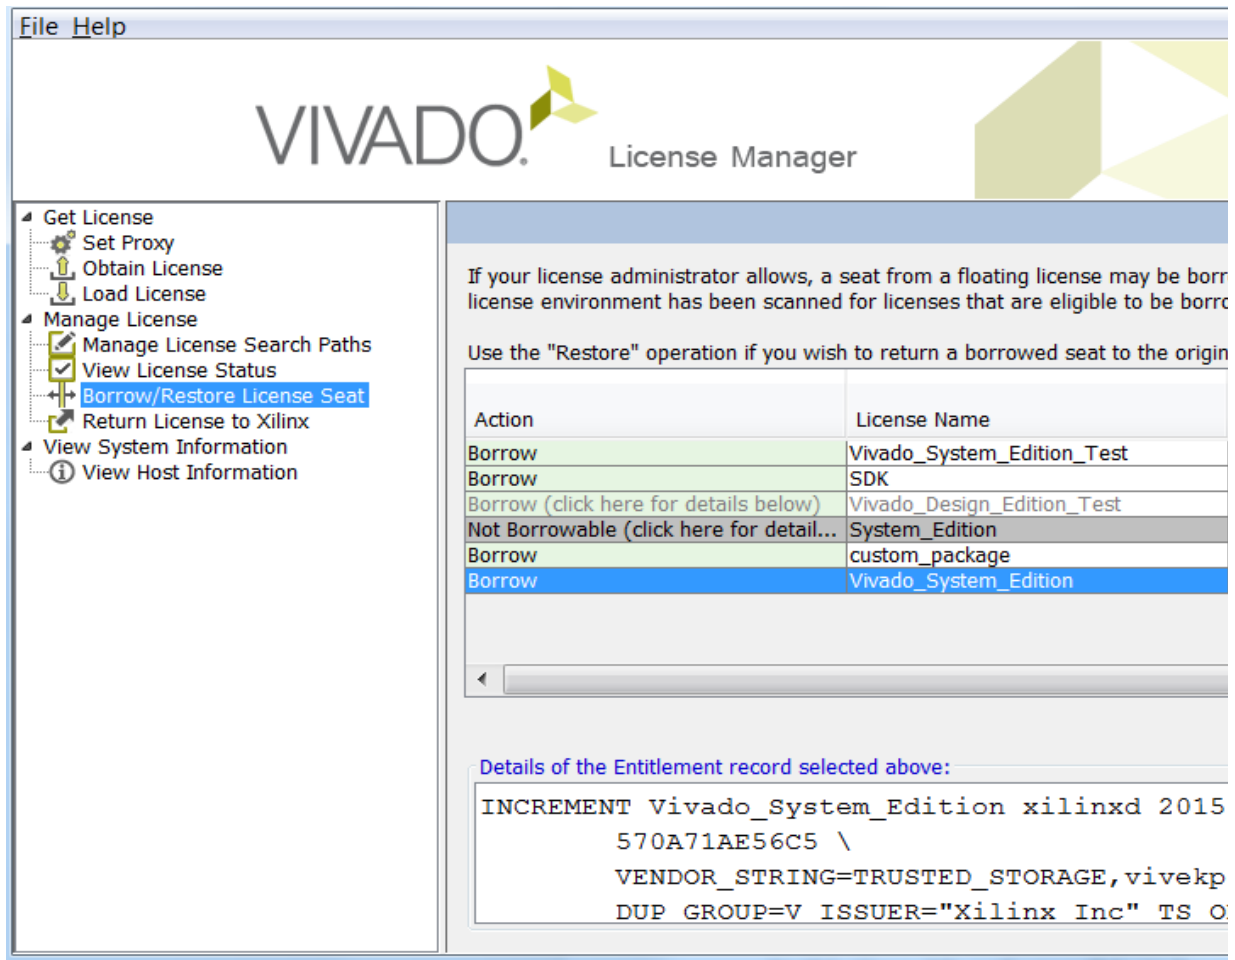 File Help
VIVADO.
License Manager
Get License
Set Proxy
Obtain License
Load License
Manage License
Manage License Search Paths
View License Status
Borrow/Restore License Seat
Return License to Xilinx
View System Information
View Host Information
If your license administrator allows, a seat from a floating license may be borr
license environment has been scanned for licenses that are eligible to be borro
Use the "Restore" operation if you wish to return a borrowed seat to the origin
Action License Name
Borrow Vivado_System_Edition_Test
Borrow SDK
Borrow (click here for details below) Vivado_Design_Edition_Test
Not Borrowable (click here for detail... System_Edition
Borrow custom_package
Borrow Vivado_System_Edition
Details of the Entitlement record selected above:
INCREMENT Vivado_System_Edition xilinxd 2015
570A71AE56C5 \
VENDOR_STRING=TRUSTED_STORAGE,vivekp
DUP_GROUP=V ISSUER="Xilinx Inc" TS_O